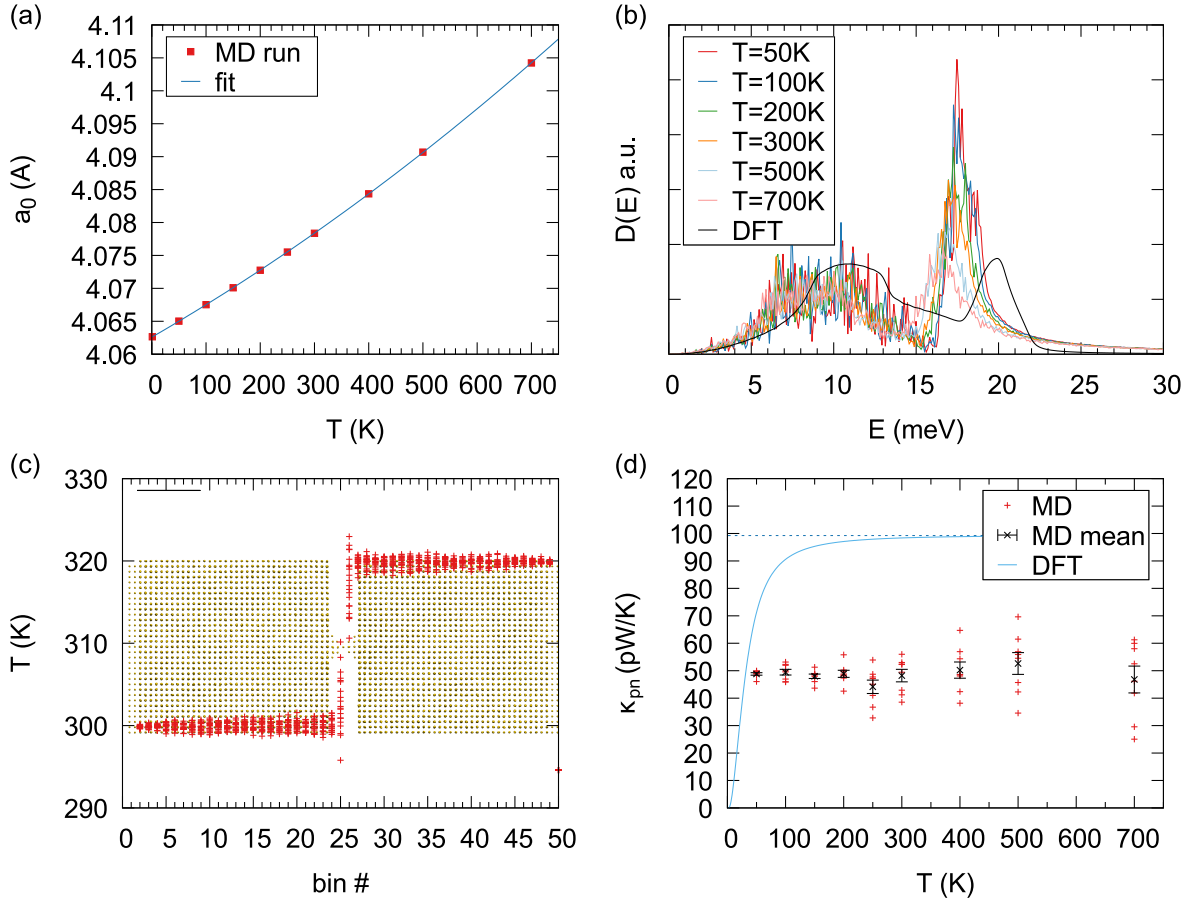 (a)
4.11
4.105
4.1
4.095
4.09
4.085
4.08
4.075
4.07
4.065
4.06
a0 (A)
MD run
fit
0 100 200 300 400 500 600 700
T (K)
(b)
D(E) a.u.
T=50K
T=100K
T=200K
T=300K
T=500K
T=700K
DFT
0 5 10 15 20 25 30
E (meV)
(c)
330
320
310
300
290
T (K)
0 5 10 15 20 25 30 35 40 45 50
bin #
(d)
120
110
100
90
80
70
60
50
40
30
20
10
0
κpn (pW/K)
MD
MD mean
DFT
0 100 200 300 400 500 600 700
T (K)